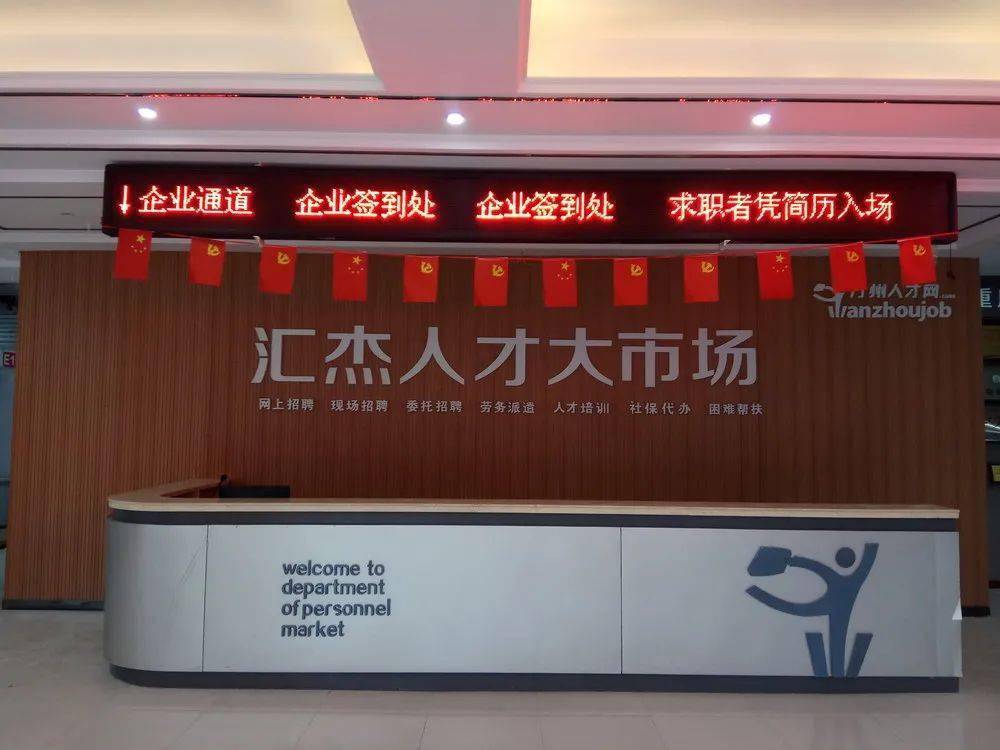 ↓企业通道 企业签到处 企业签到处 求职者凭简历入场
万州人才网.com
Wanzhoujob
重
E1
汇杰人才大市场
网上招聘 现场招聘 委托招聘 劳务派遣 人才培训 社保代办 困难帮扶
welcome to
department
of personnel
market